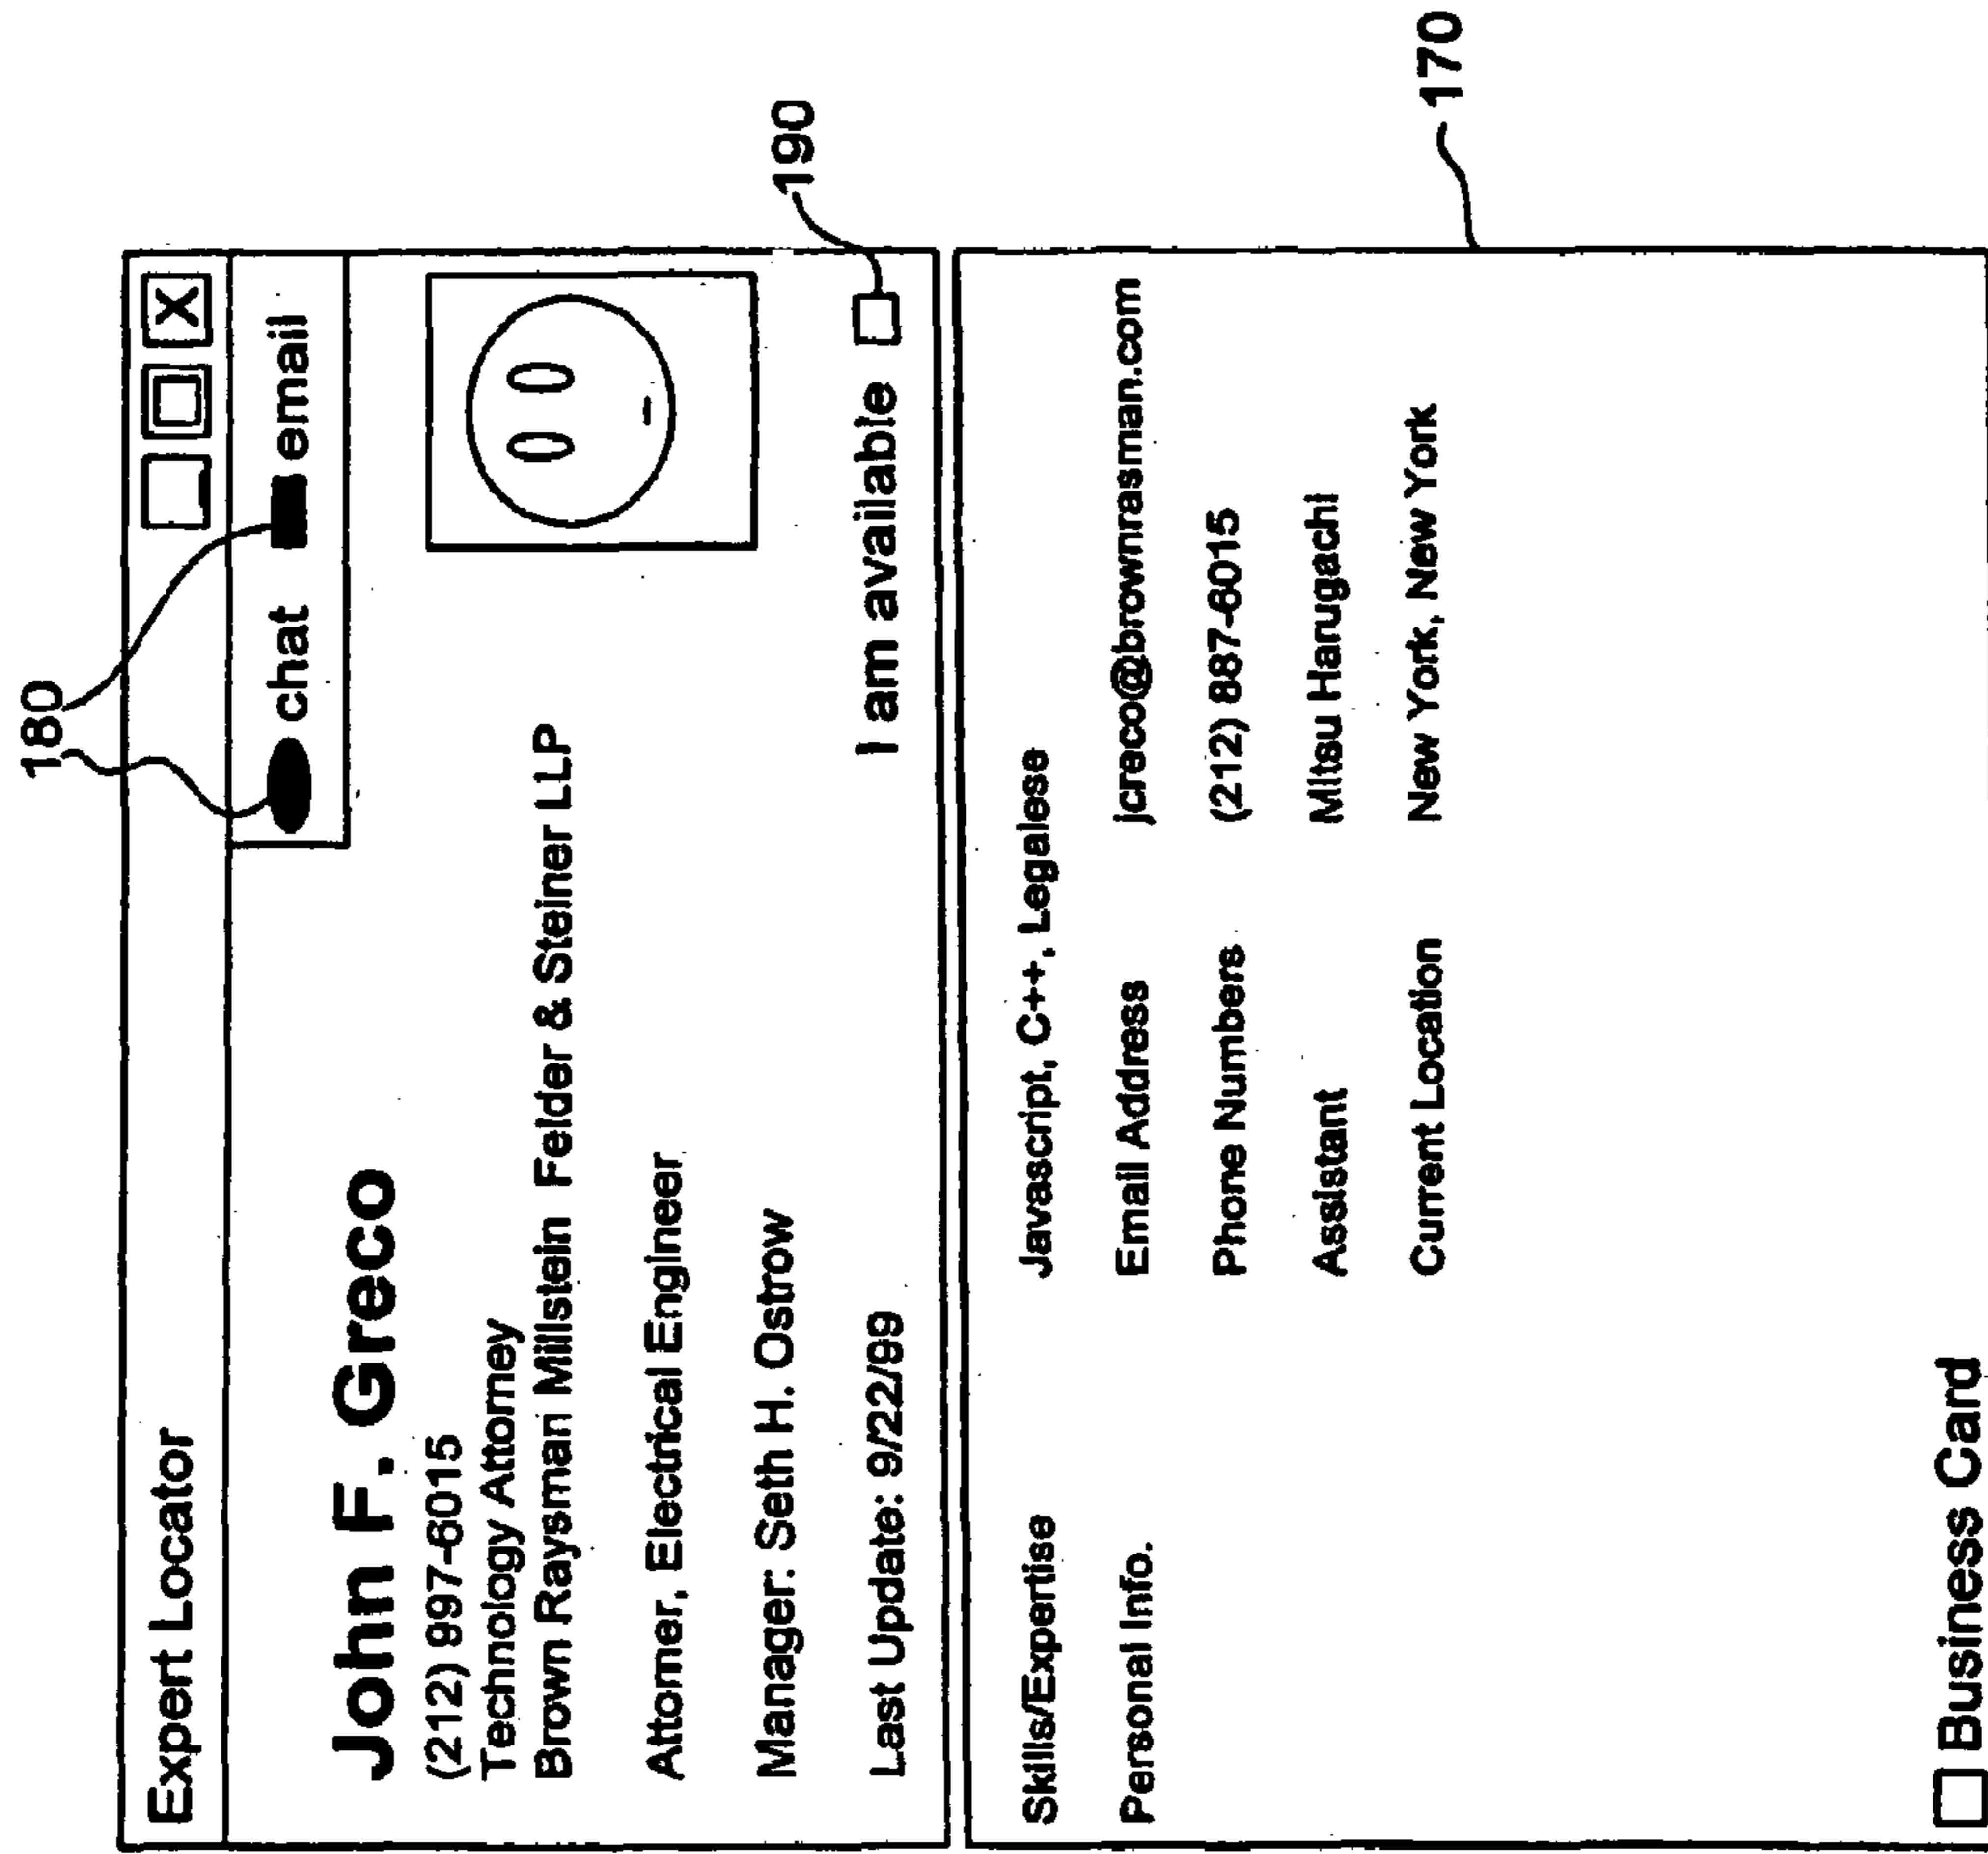 180
Expert Locator
chat email
John F. Greco
(212) 997-6015
Technology Attorney
Brown Raysman Millstein Felder & Steiner LLP
Attorner, Electrical Engineer
Manager: Seth H. Ostrow
Last Update: 9/22/99 I am available
190
Skills/Expertise Javascript, C++, Legalese
Personal Info. Email Address jcreco@brownrasman.com
Phone Numbers (212) 887-6015
Assistant Mitsu Harugachi
Current Location New York, New York
170
Business Card